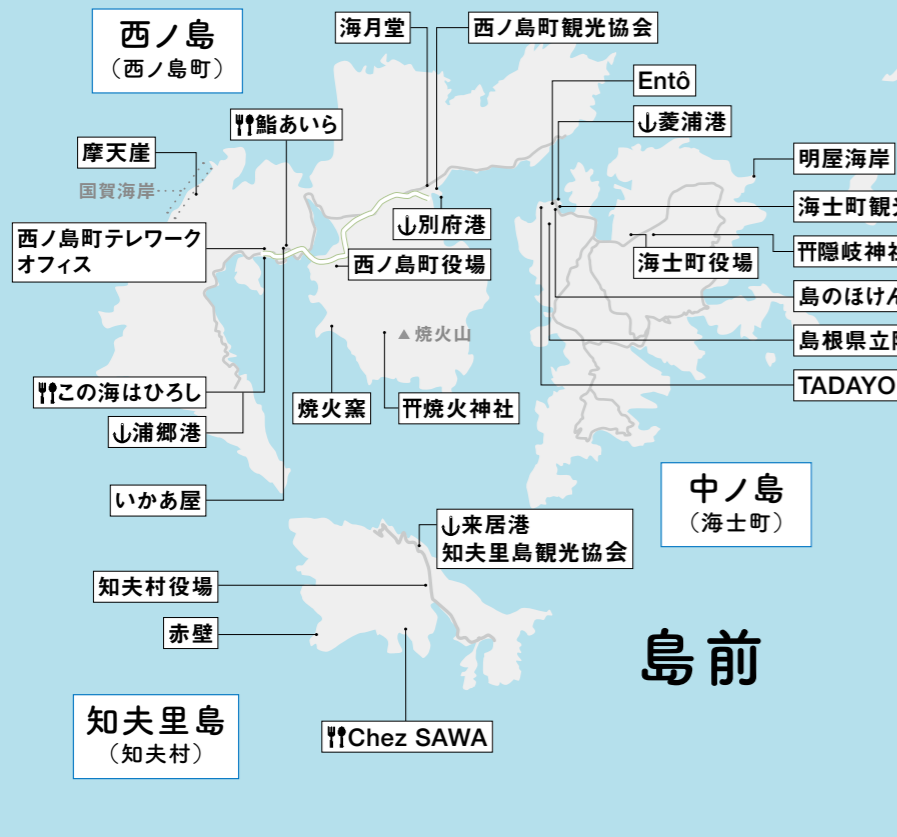 西ノ島
（西ノ島町）
海月堂
西ノ島町観光協会
Entô
鮨あいら
菱浦港
摩天崖
明屋海岸
国賀海岸
海士町観
別府港
西ノ島町テレワーク
オフィス
西ノ島町役場
海士町役場
隠岐神社
島のほけん
▲焼火山
島根県立
この海はひろし
焼火窯
焼火神社
TADAYO
浦郷港
中ノ島
（海士町）
いかあ屋
来居港
知夫里島観光協会
知夫村役場
赤壁
島前
知夫里島
（知夫村）
Chez SAWA